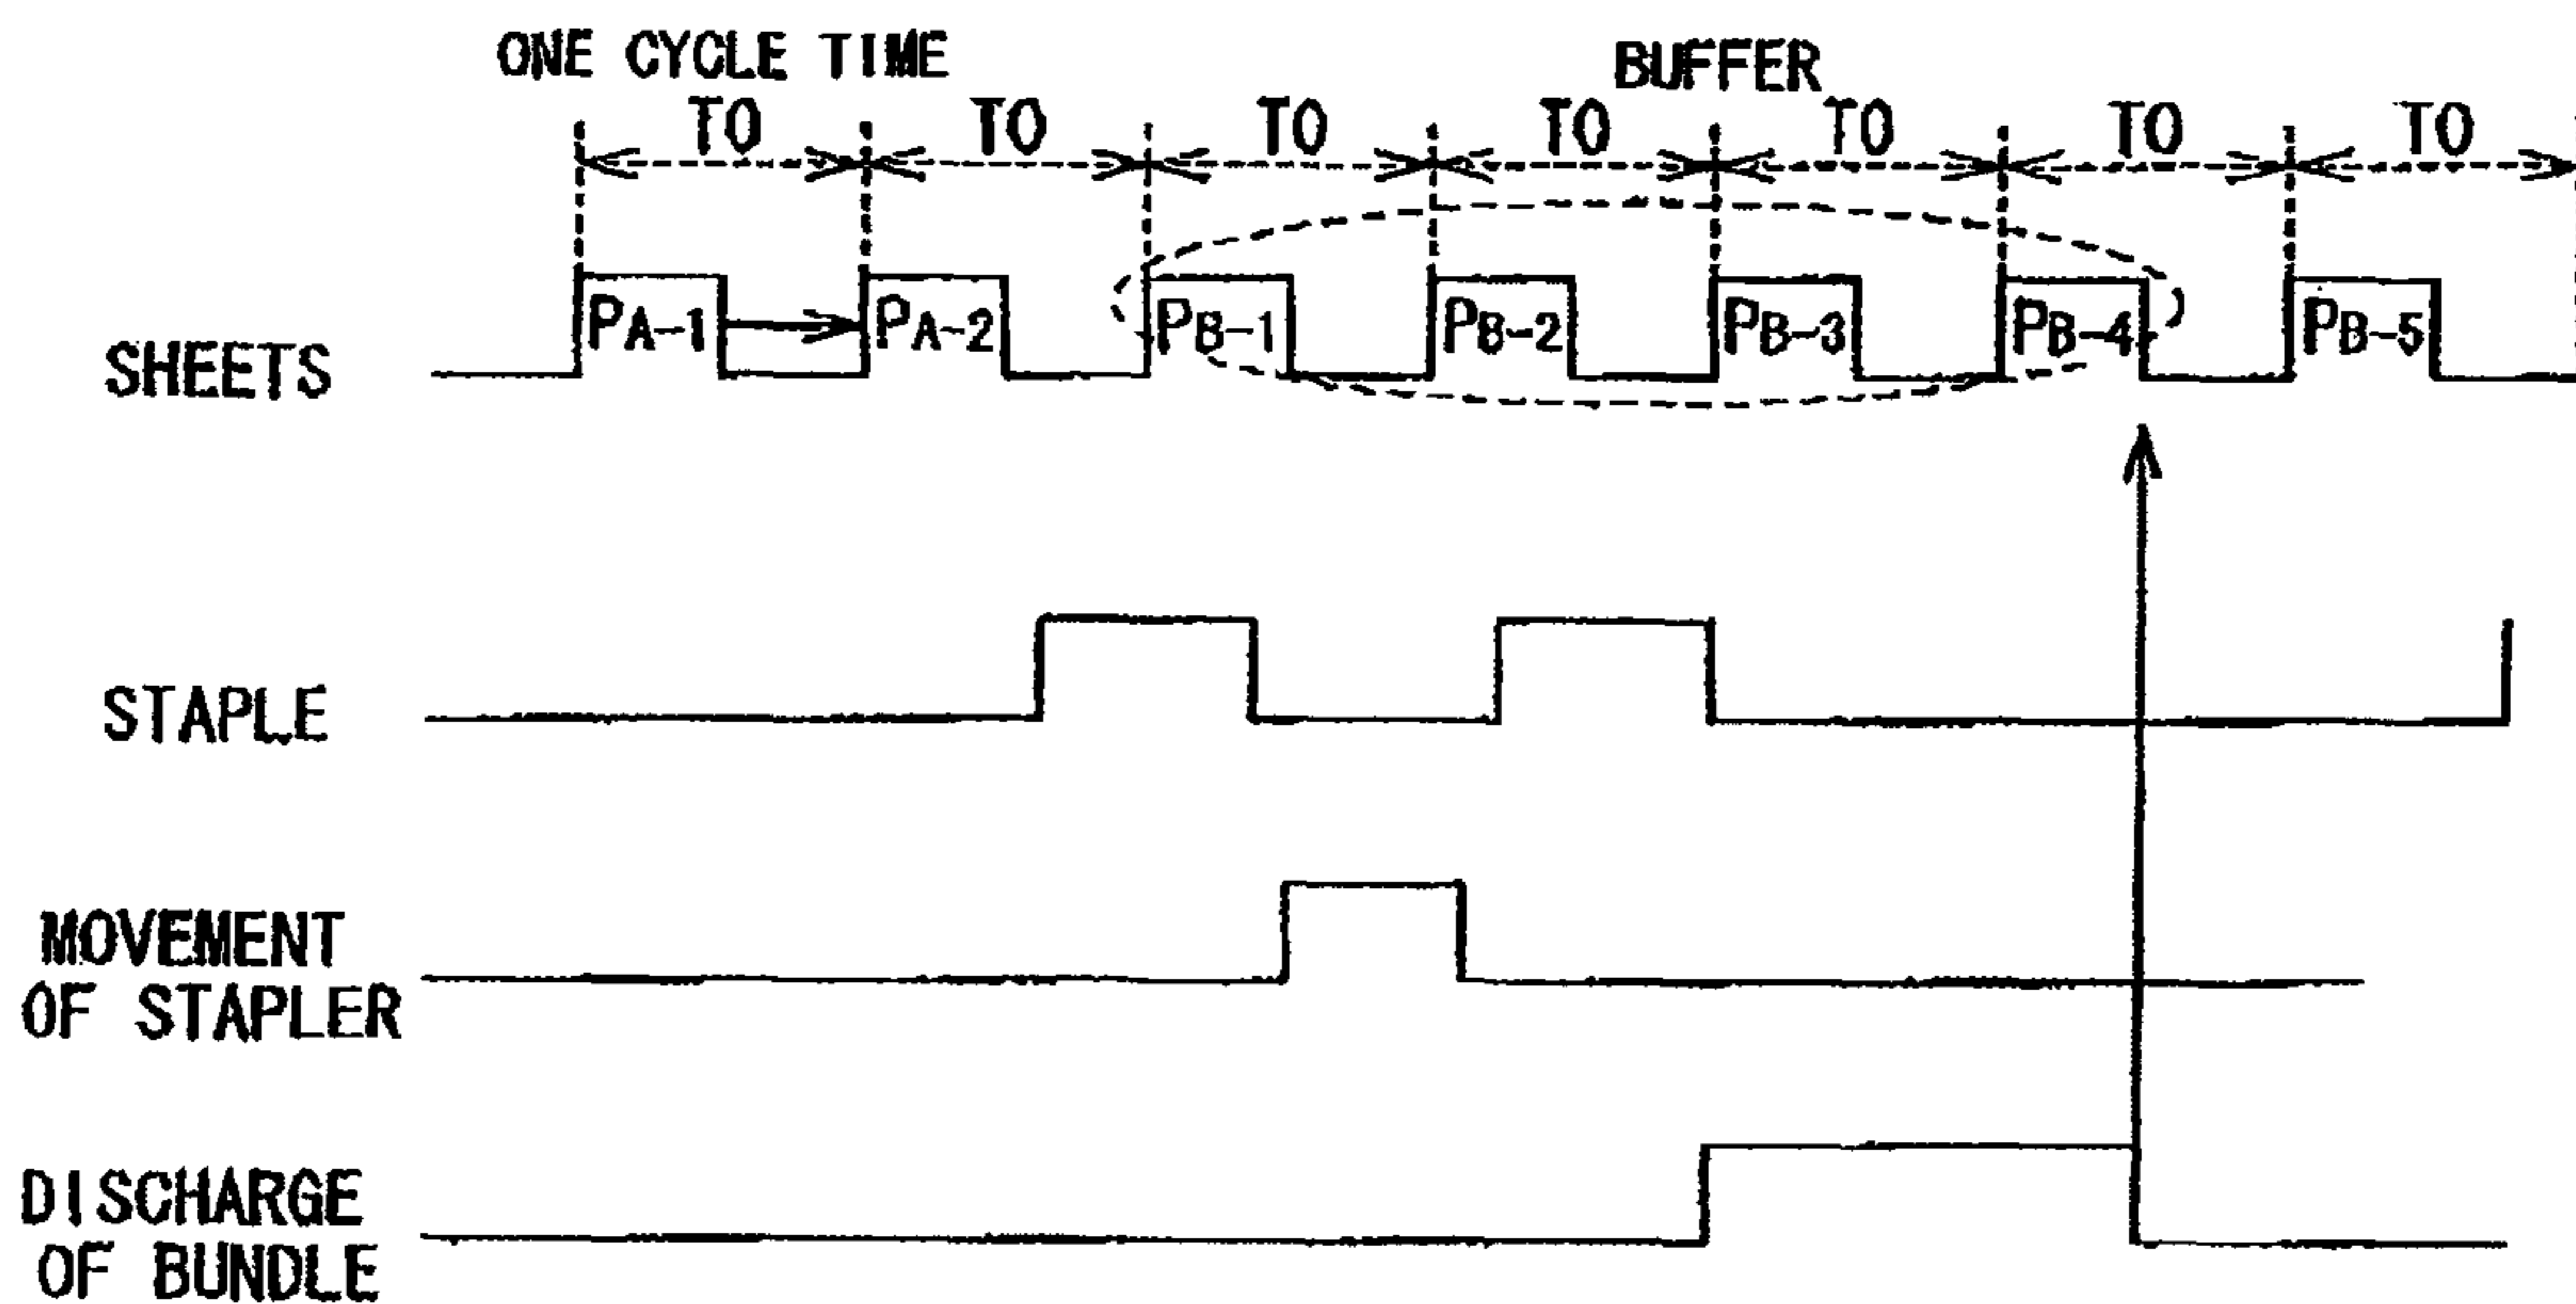 ONE CYCLE TIME
BUFFER
TO TO TO TO TO TO TO
SHEETS
PA-1 PA-2 PB-1 PB-2 PB-3 PB-4 PB-5
STAPLE
MOVEMENT
OF STAPLER
DISCHARGE
OF BUNDLE